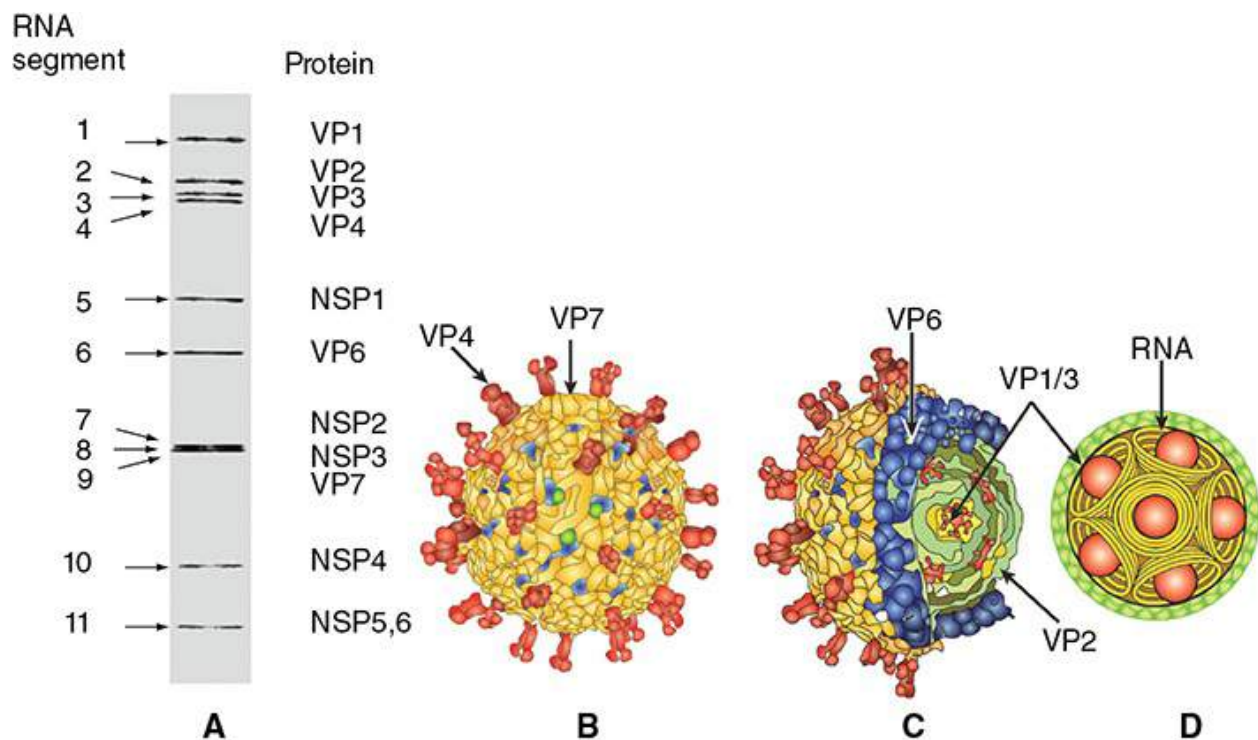 RNA
segment
Protein
1
VP1
2
VP2
3
VP3
4
VP4
5
NSP1
6
VP6
7
NSP2
8
NSP3
9
VP7
10
NSP4
11
NSP5,6
A
VP4
VP7
B
VP6
VP1/3
VP2
C
RNA
D